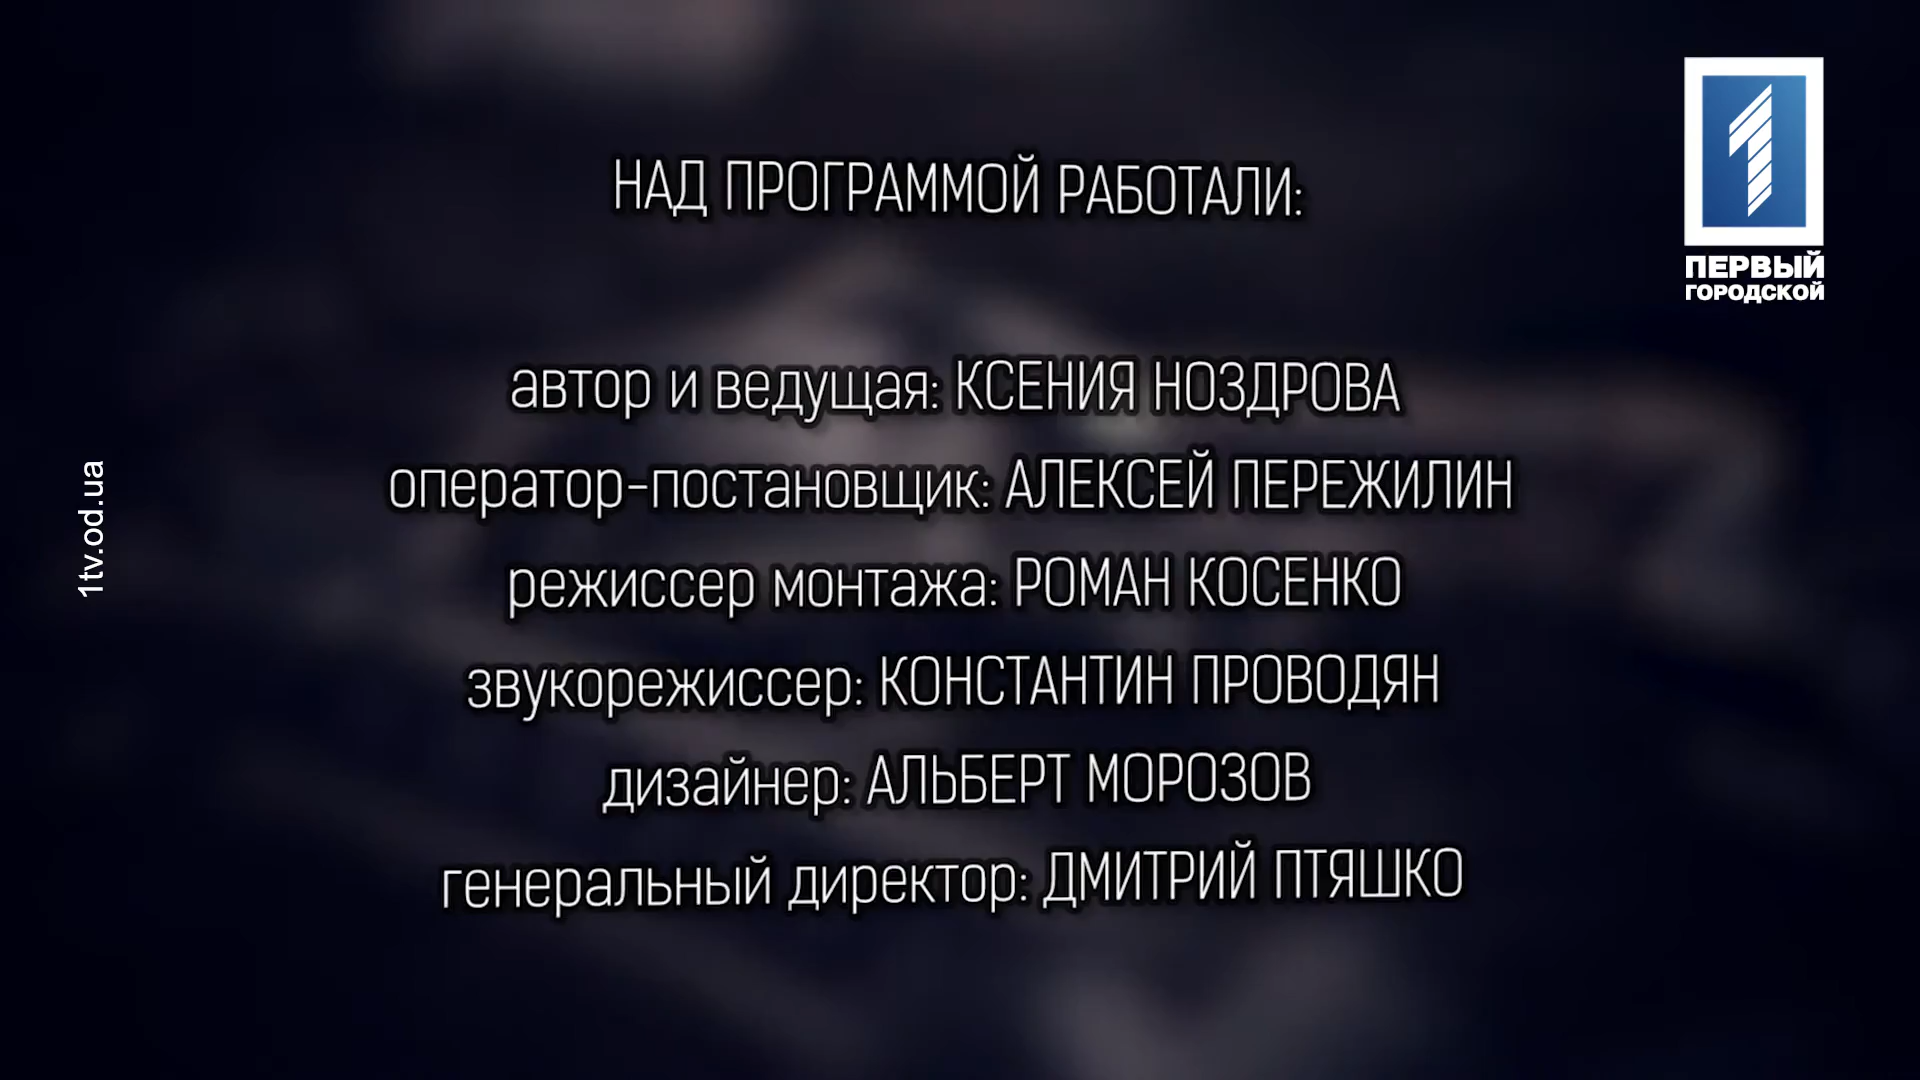 НАД ПРОГРАММОЙ РАБОТАЛИ:
ПЕРВЫЙ
ГОРОДСКОЙ
автор и ведущая: КСЕНИЯ НОЗДРОВА
оператор-постановщик: АЛЕКСЕЙ ПЕРЕЖИЛИН
1tv.od.ua
режиссер монтажа: РОМАН КОСЕНКО
звукорежиссер: КОНСТАНТИН ПРОВОДЯН
дизайнер: АЛЬБЕРТ МОРОЗОВ
генеральный директор: ДМИТРИЙ ПТЯШКО